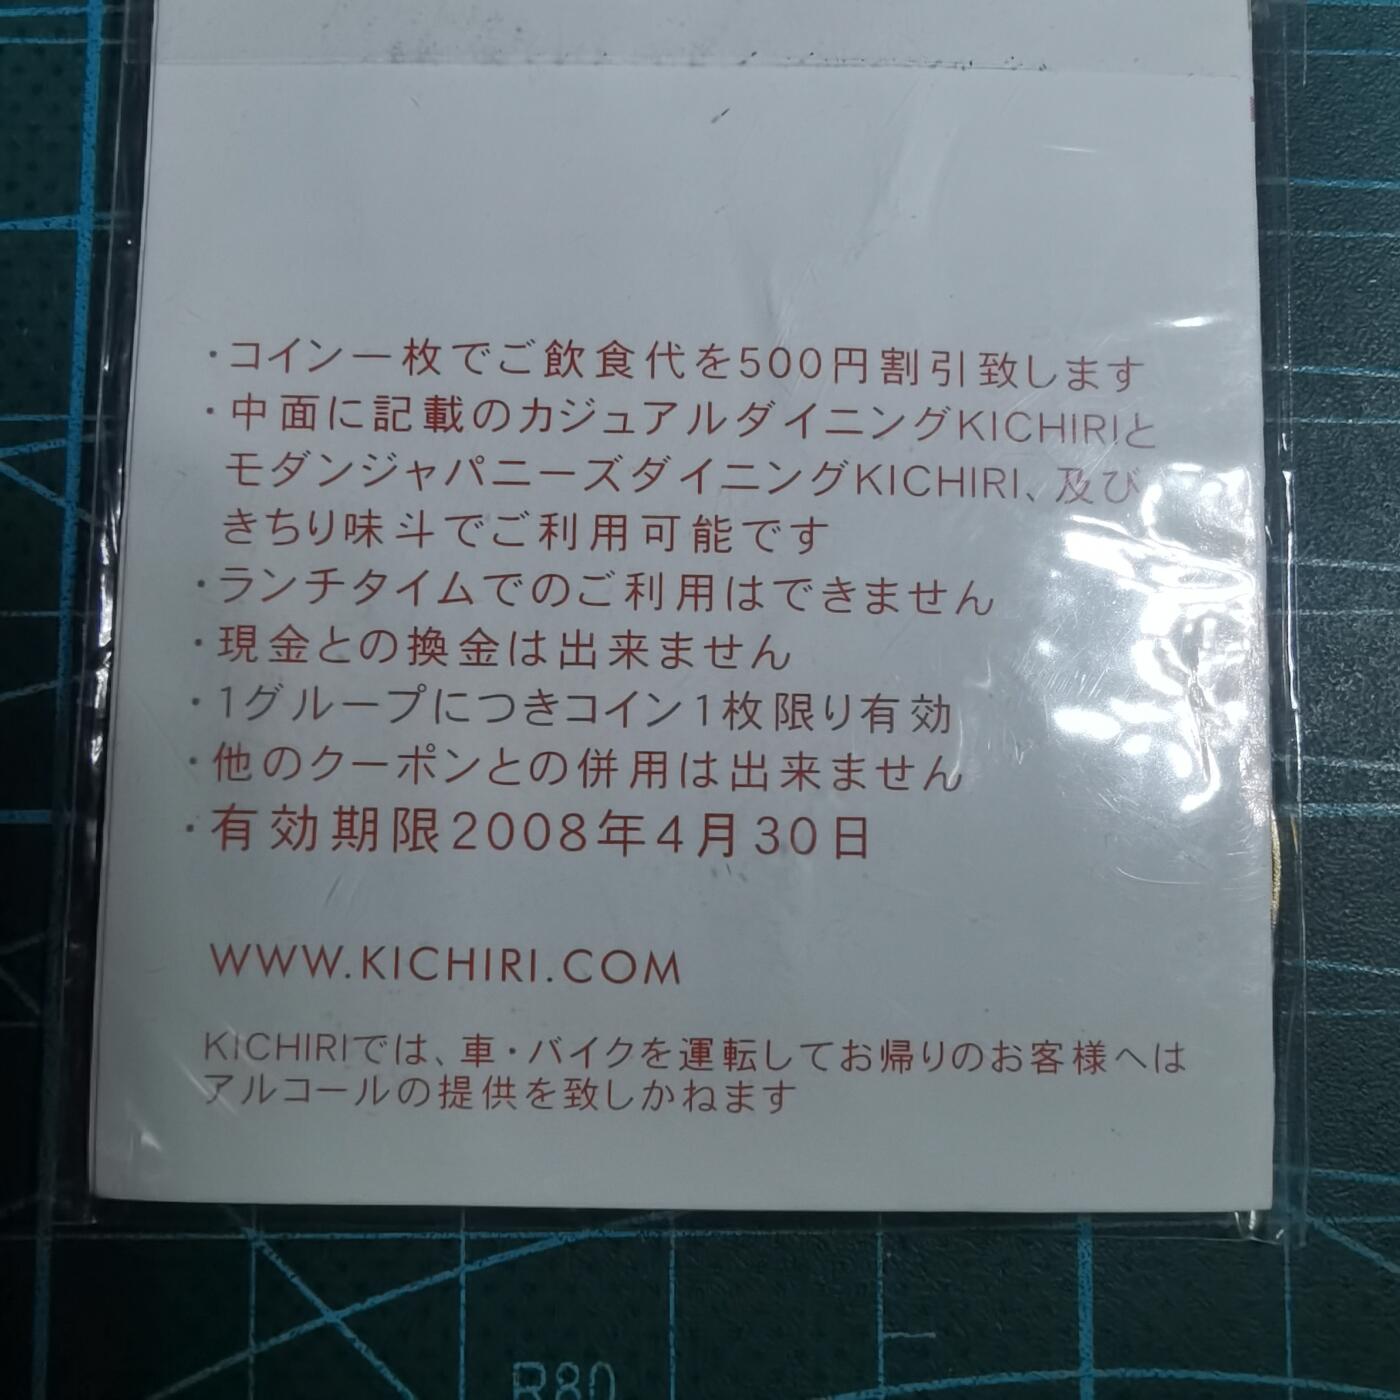 ・コイン一枚でご飲食代を500円割引致します
・中面に記載のカジュアルダイニングKICHIRIと
モダンジャパニーズダイニングKICHIRI、及び
きちり味斗でご利用可能です
・ランチタイムでのご利用はできません
・現金との換金は出来ません
・1グループにつきコイン1枚限り有効
・他のクーポンとの併用は出来ません
・有効期限2008年4月30日
WWW.KICHIRI.COM
KICHIRIでは、車・バイクを運転してお帰りのお客様へは
アルコールの提供を致しかねます
R80